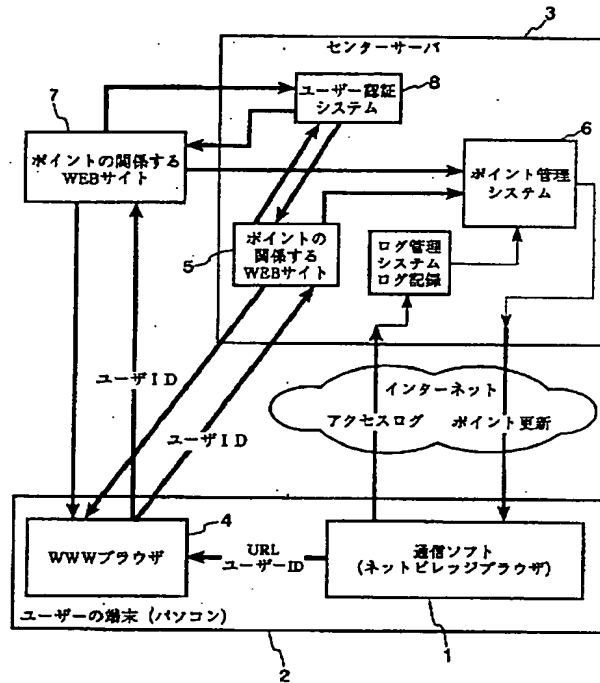 3
センターサーバ
8
ユーザー認証
システム
7
ポイントの関係する
WEBサイト
6
ポイント管理
システム
5
ポイントの
関係する
WEBサイト
ログ管理
システム
ログ記録
ユーザID
ユーザID
インターネット
アクセスログ
ポイント更新
4
WWWブラウザ
URL
ユーザーID
通信ソフト
(ネットビレッジブラウザ)
ユーザーの端末(パソコン)
2
1